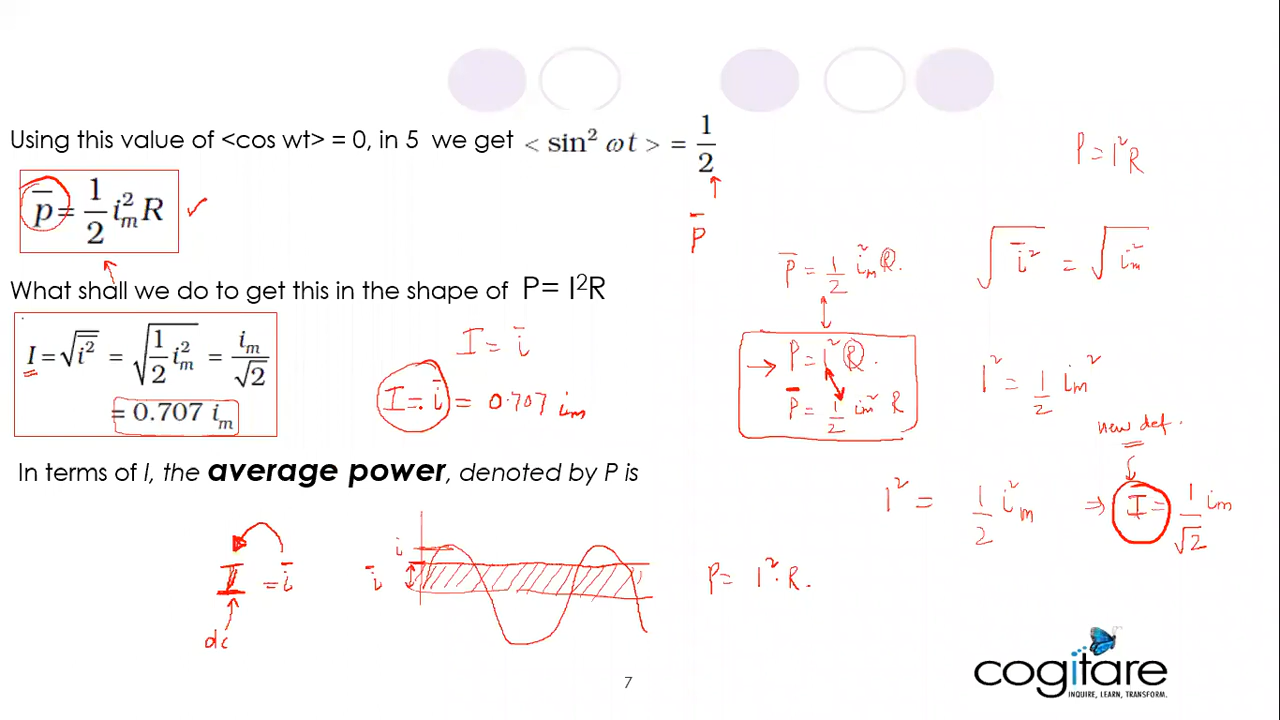 Using this value of <cos wt> = 0, in 5 we get < sin² ωt > = 1/2
p̅ = 1/2 i_m² R ✓
P = I²R
p̅
√i̅² = √i_m²
p̅ = 1/2 i_m² R.
What shall we do to get this in the shape of P= I²R
I = √i̅² = √(1/2 i_m²) = i_m/√2
= 0.707 i_m
I = i̅
I = i̅ = 0.707 i_m
→ P = I² R.
P̅ = 1/2 i_m² R
I² = 1/2 i_m²
new def.
I² = 1/2 i_m² ⇒ I = 1/√2 i_m
In terms of I, the average power, denoted by P is
I = i̅
dc
i
i̅
P = I². R.
7
cogitare
INQUIRE, LEARN, TRANSFORM.